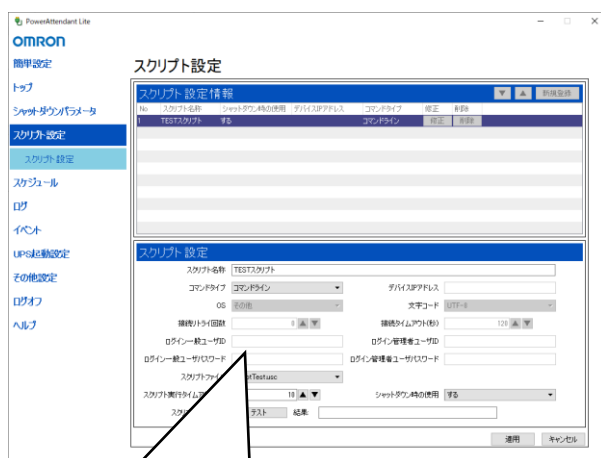 PowerAttendant Lite
OMRON
簡単設定
トップ
シャットダウンパラメータ
スクリプト設定
スクリプト設定
スケジュール
ログ
イベント
UPS起動設定
その他設定
ログオフ
ヘルプ
スクリプト設定
スクリプト設定情報 ▼ ▲ 新規登録
No スクリプト名称 シャットダウン時の使用 デバイスIPアドレス コマンドタイプ 修正 削除
1 TESTスクリプト する コマンドライン 修正 削除
スクリプト設定
スクリプト名称 TESTスクリプト
コマンドタイプ コマンドライン デバイスIPアドレス
OS その他 文字コード UTF-8
接続リトライ回数 0 ▲ ▼ 接続タイムアウト(秒) 120 ▲ ▼
ログイン一般ユーザID ログイン管理者ユーザID
ログイン一般ユーザパスワード ログイン管理者ユーザパスワード
スクリプトファイ tTest.usc
スクリプト実行タイムア 10 ▲ ▼ シャットダウン時の使用 する
スクリ テスト 結果:
適用 キャンセル